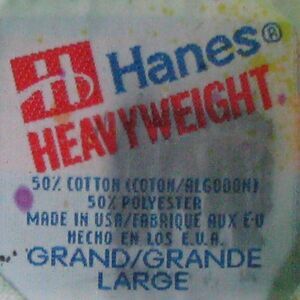 Hanes®
HEAVYWEIGHT
50% COTTON (COTON/ALGODON)
50% POLYESTER
MADE IN USA/FABRIQUE AUX E·U
HECHO EN LOS E.U.A.
GRAND/GRANDE
LARGE